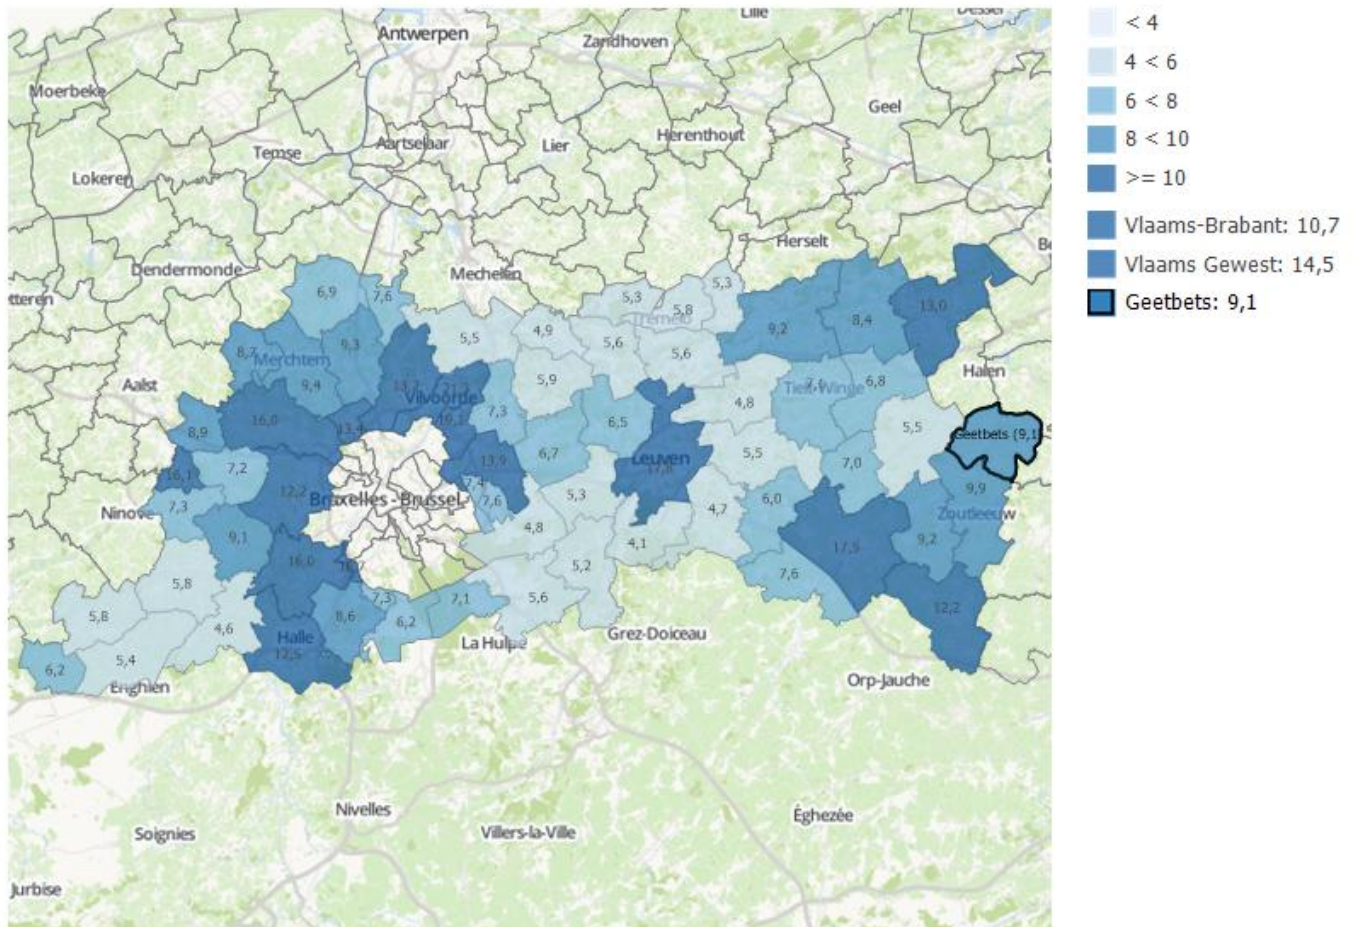 Lille
Dessel
Antwerpen
Zandhoven
Moerbeke
Geel
Herenthout
Aartselaar
Lier
Temse
Lokeren
Herselt
Dendermonde
Mechelen
tteren
6,9
7,6
5,3
5,3
5,8
13,0
Tremelo
8,4
9,2
5,5
4,9
5,6
5,6
9,3
8,7
Merchtem
Halen
Aalst
9,4
5,9
Tielt-Winge
6,8
Vilvoorde
4,8
7,3
16,0
13,4
6,5
5,5
8,9
Geetbets (9,1)
6,7
5,5
13,9
Leuven
17,8
7,0
7,2
16,1
7,4
9,9
12,2
Bruxelles - Brussel
7,6
5,3
6,0
7,3
Ninove
4,7
Zoutleeuw
4,8
9,1
4,1
17,5
9,2
16,0
5,2
7,6
5,8
7,3
7,1
5,6
12,2
5,8
8,6
6,2
4,6
Halle
La Hulpe
Grez-Doiceau
12,5
5,4
6,2
Enghien
Orp-Jauche
Nivelles
Éghezée
Soignies
Villers-la-Ville
Jurbise
< 4
4 < 6
6 < 8
8 < 10
>= 10
Vlaams-Brabant: 10,7
Vlaams Gewest: 14,5
Geetbets: 9,1